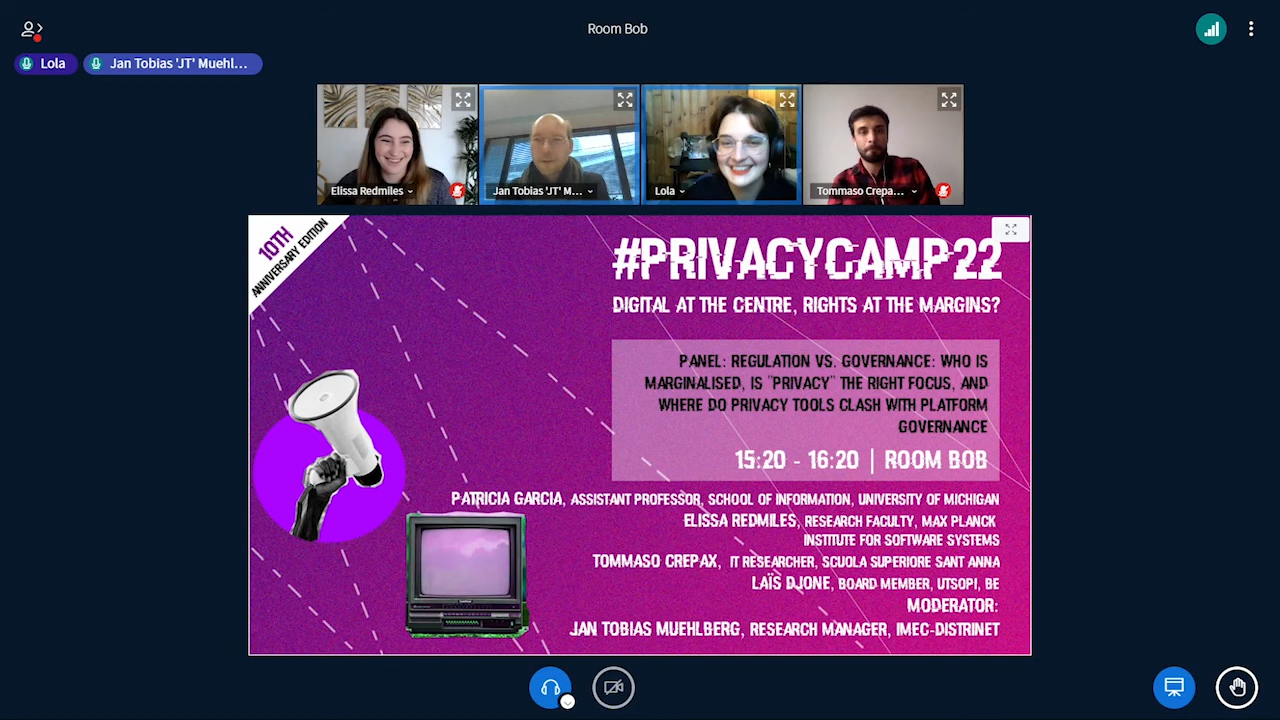 Room Bob
Lola
Jan Tobias 'JT' Muehl...
Elissa Redmiles
Jan Tobias 'JT' M...
Lola
Tommaso Crepa...
10TH
ANNIVERSARY EDITION
#PRIVACYCAMP22
DIGITAL AT THE CENTRE, RIGHTS AT THE MARGINS?
PANEL: REGULATION VS. GOVERNANCE: WHO IS
MARGINALISED, IS "PRIVACY" THE RIGHT FOCUS, AND
WHERE DO PRIVACY TOOLS CLASH WITH PLATFORM
GOVERNANCE
15:20 - 16:20 | ROOM BOB
PATRICIA GARCIA, ASSISTANT PROFESSOR, SCHOOL OF INFORMATION, UNIVERSITY OF MICHIGAN
ELISSA REDMILES, RESEARCH FACULTY, MAX PLANCK
INSTITUTE FOR SOFTWARE SYSTEMS
TOMMASO CREPAX, IT RESEARCHER, SCUOLA SUPERIORE SANT ANNA
LAÏS DJONE, BOARD MEMBER, UTSOPI, BE
MODERATOR:
JAN TOBIAS MUEHLBERG, RESEARCH MANAGER, IMEC-DISTRINET